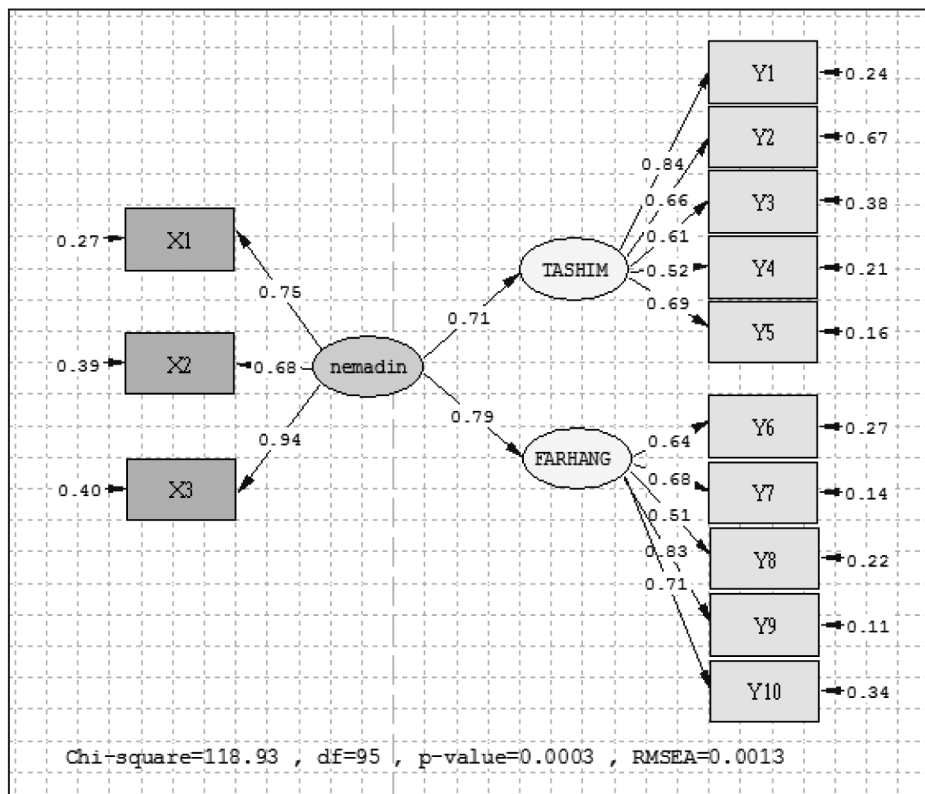 Y1
0.24
Y2
0.67
0.84
Y3
0.38
0.66
X1
0.27
0.61
TASHIM
Y4
0.21
0.52
0.75
0.69
0.71
Y5
0.16
X2
0.39
0.68
nemadin
0.79
Y6
0.27
0.64
0.94
FARHANG
0.68
X3
0.40
Y7
0.14
0.51
0.83
Y8
0.22
0.71
Y9
0.11
Y10
0.34
Chi-square=118.93 , df=95 , p-value=0.0003 , RMSEA=0.0013